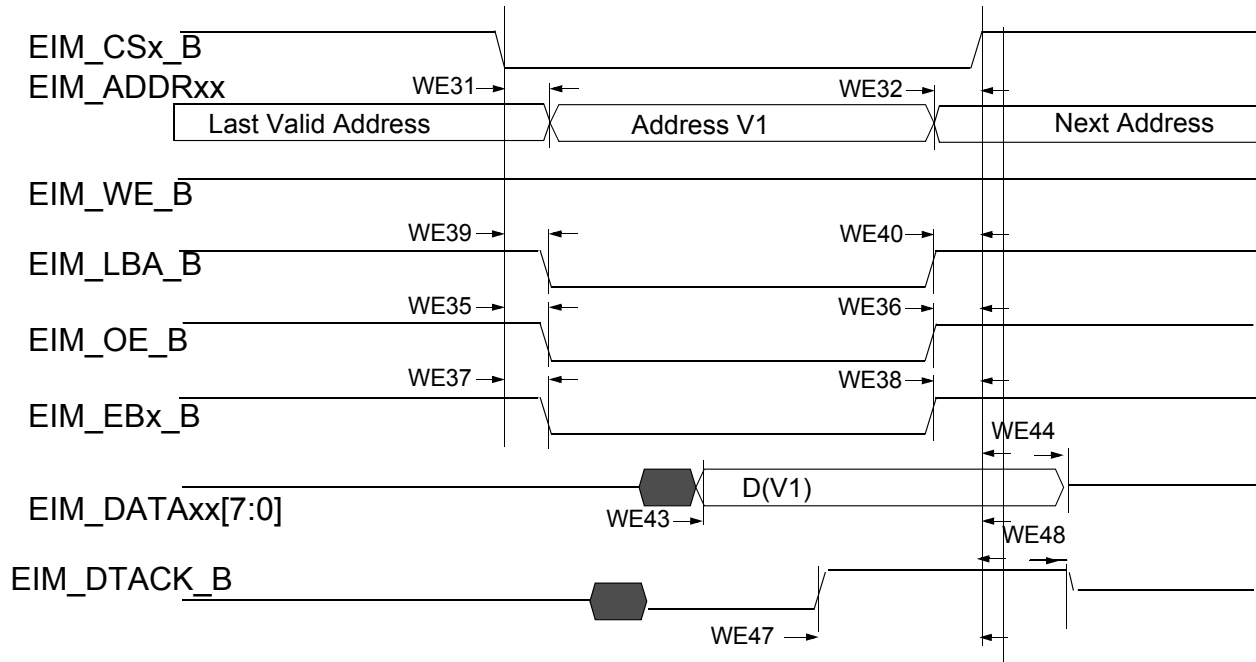 EIM_CSx_B
EIM_ADDRxx
WE31
WE32
Last Valid Address
Address V1
Next Address
EIM_WE_B
WE39
WE40
EIM_LBA_B
WE35
WE36
EIM_OE_B
WE37
WE38
EIM_EBx_B
WE44
D(V1)
EIM_DATAxx[7:0]
WE43
WE48
EIM_DTACK_B
WE47